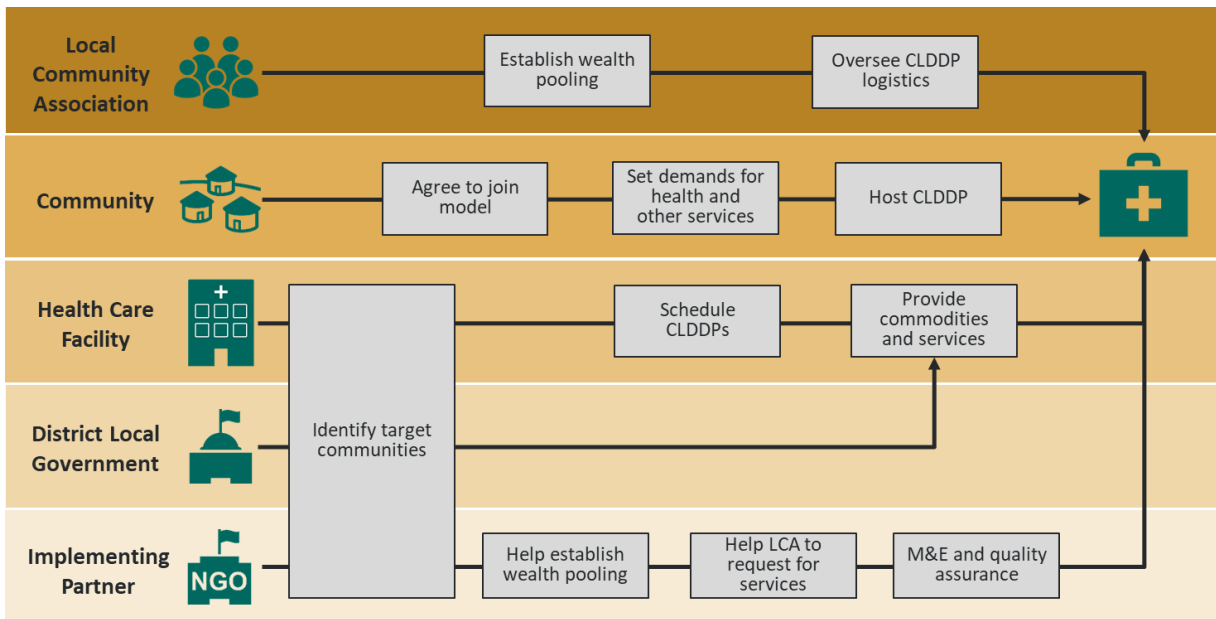 Local
Community
Association
Establish wealth
pooling
Oversee CLDDP
logistics
Community
Agree to join
model
Set demands for
health and
other services
Host CLDDP
Health Care
Facility
Schedule
CLDDPs
Provide
commodities
and services
District Local
Government
Identify target
communities
Implementing
Partner
NGO
Help establish
wealth pooling
Help LCA to
request for
services
M&E and quality
assurance